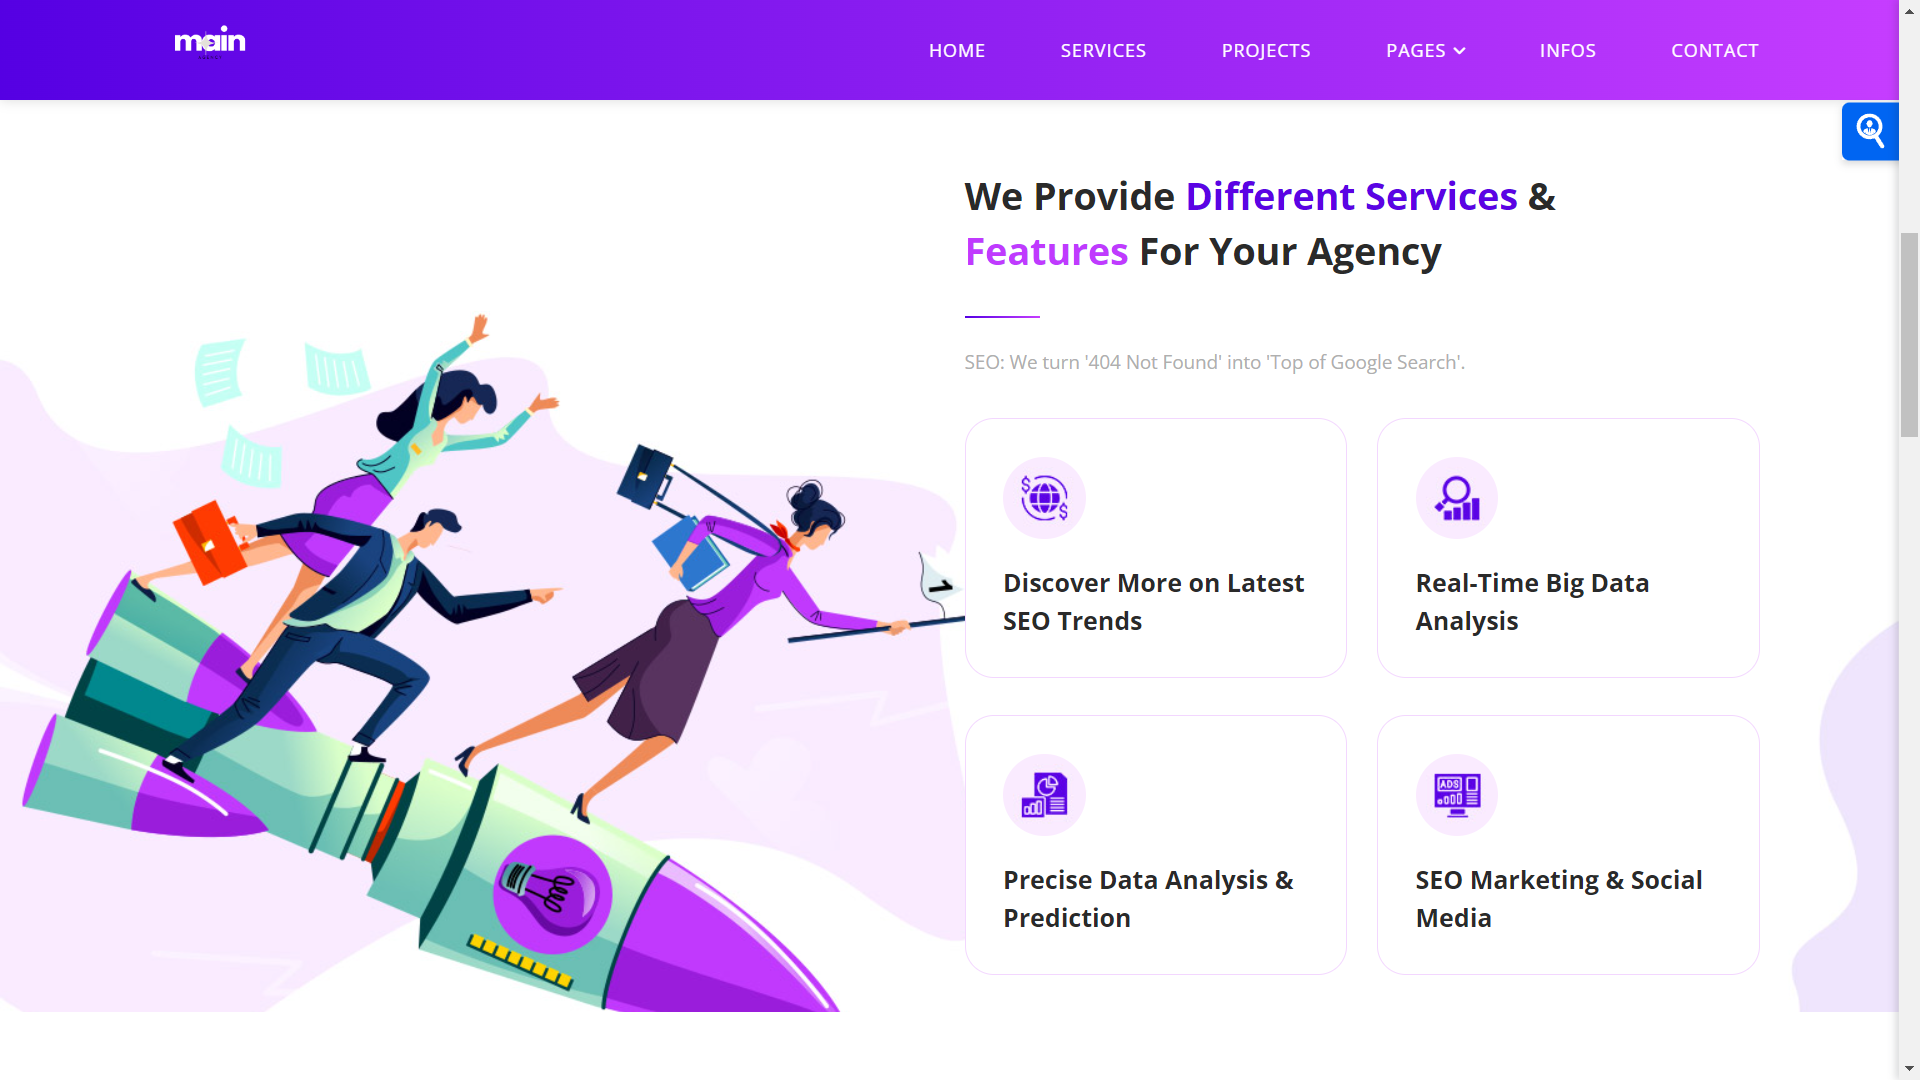 main
HOME SERVICES PROJECTS PAGES INFOS CONTACT
We Provide Different Services &
Features For Your Agency
SEO: We turn '404 Not Found' into 'Top of Google Search'.
Discover More on Latest
SEO Trends
Real-Time Big Data
Analysis
Precise Data Analysis &
Prediction
ADS
SEO Marketing & Social
Media
1